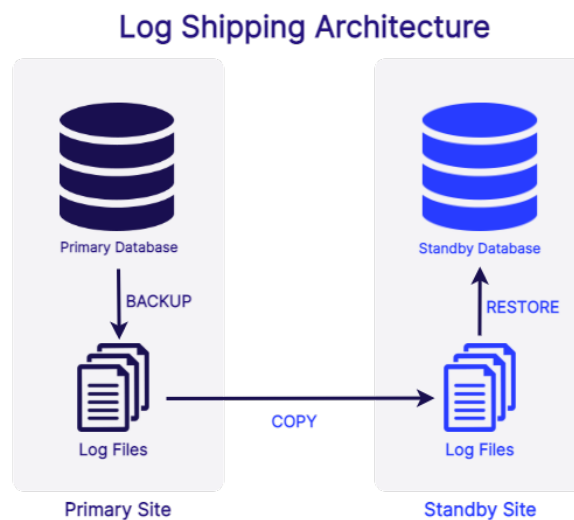 Log Shipping Architecture
Primary Database
BACKUP
Log Files
Primary Site
COPY
Standby Database
RESTORE
Log Files
Standby Site